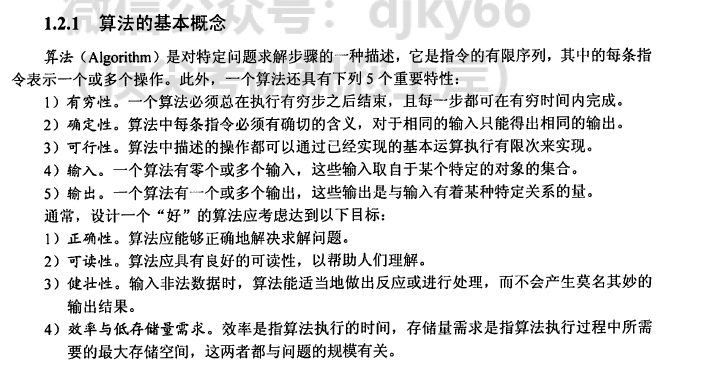 微信公众号：djky66
1.2.1 算法的基本概念
算法（Algorithm）是对特定问题求解步骤的一种描述，它是指令的有限序列，其中的每条指
令表示一个或多个操作。此外，一个算法还具有下列 5 个重要特性：
1）有穷性。一个算法必须总在执行有穷步之后结束，且每一步都可在有穷时间内完成。
2）确定性。算法中每条指令必须有确切的含义，对于相同的输入只能得出相同的输出。
3）可行性。算法中描述的操作都可以通过已经实现的基本运算执行有限次来实现。
4）输入。一个算法有零个或多个输入，这些输入取自于某个特定的对象的集合。
5）输出。一个算法有一个或多个输出，这些输出是与输入有着某种特定关系的量。
通常，设计一个“好”的算法应考虑达到以下目标：
1）正确性。算法应能够正确地解决求解问题。
2）可读性。算法应具有良好的可读性，以帮助人们理解。
3）健壮性。输入非法数据时，算法能适当地做出反应或进行处理，而不会产生莫名其妙的
输出结果。
4）效率与低存储量需求。效率是指算法执行的时间，存储量需求是指算法执行过程中所需
要的最大存储空间，这两者都与问题的规模有关。